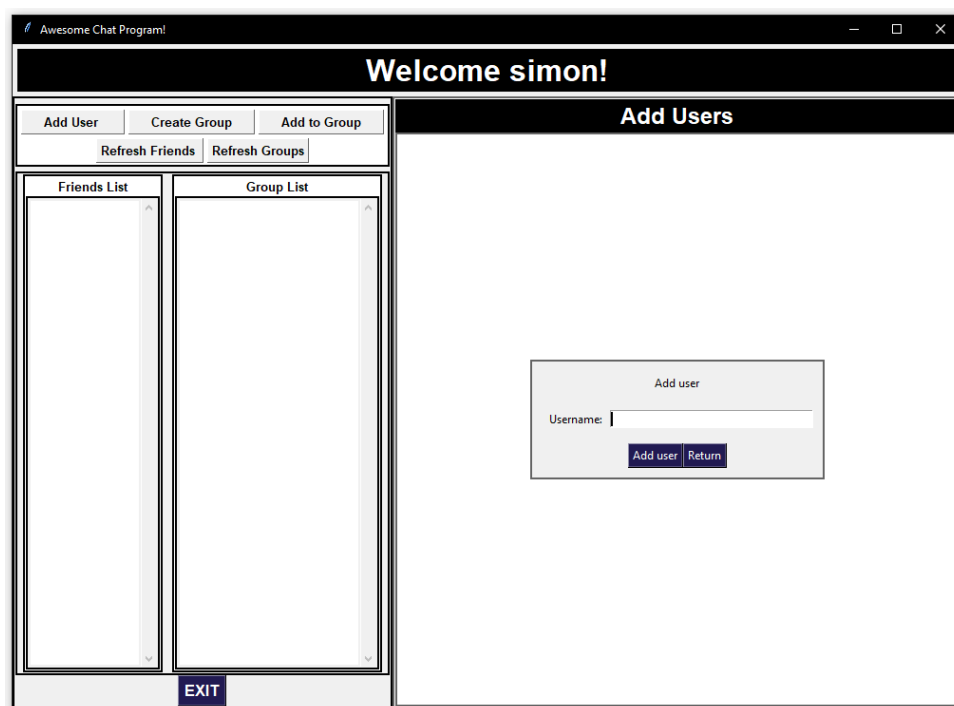 Awesome Chat Program!
Welcome simon!
Add User Create Group Add to Group
Refresh Friends Refresh Groups
Friends List Group List
EXIT
Add Users
Add user
Username:
Add user Return